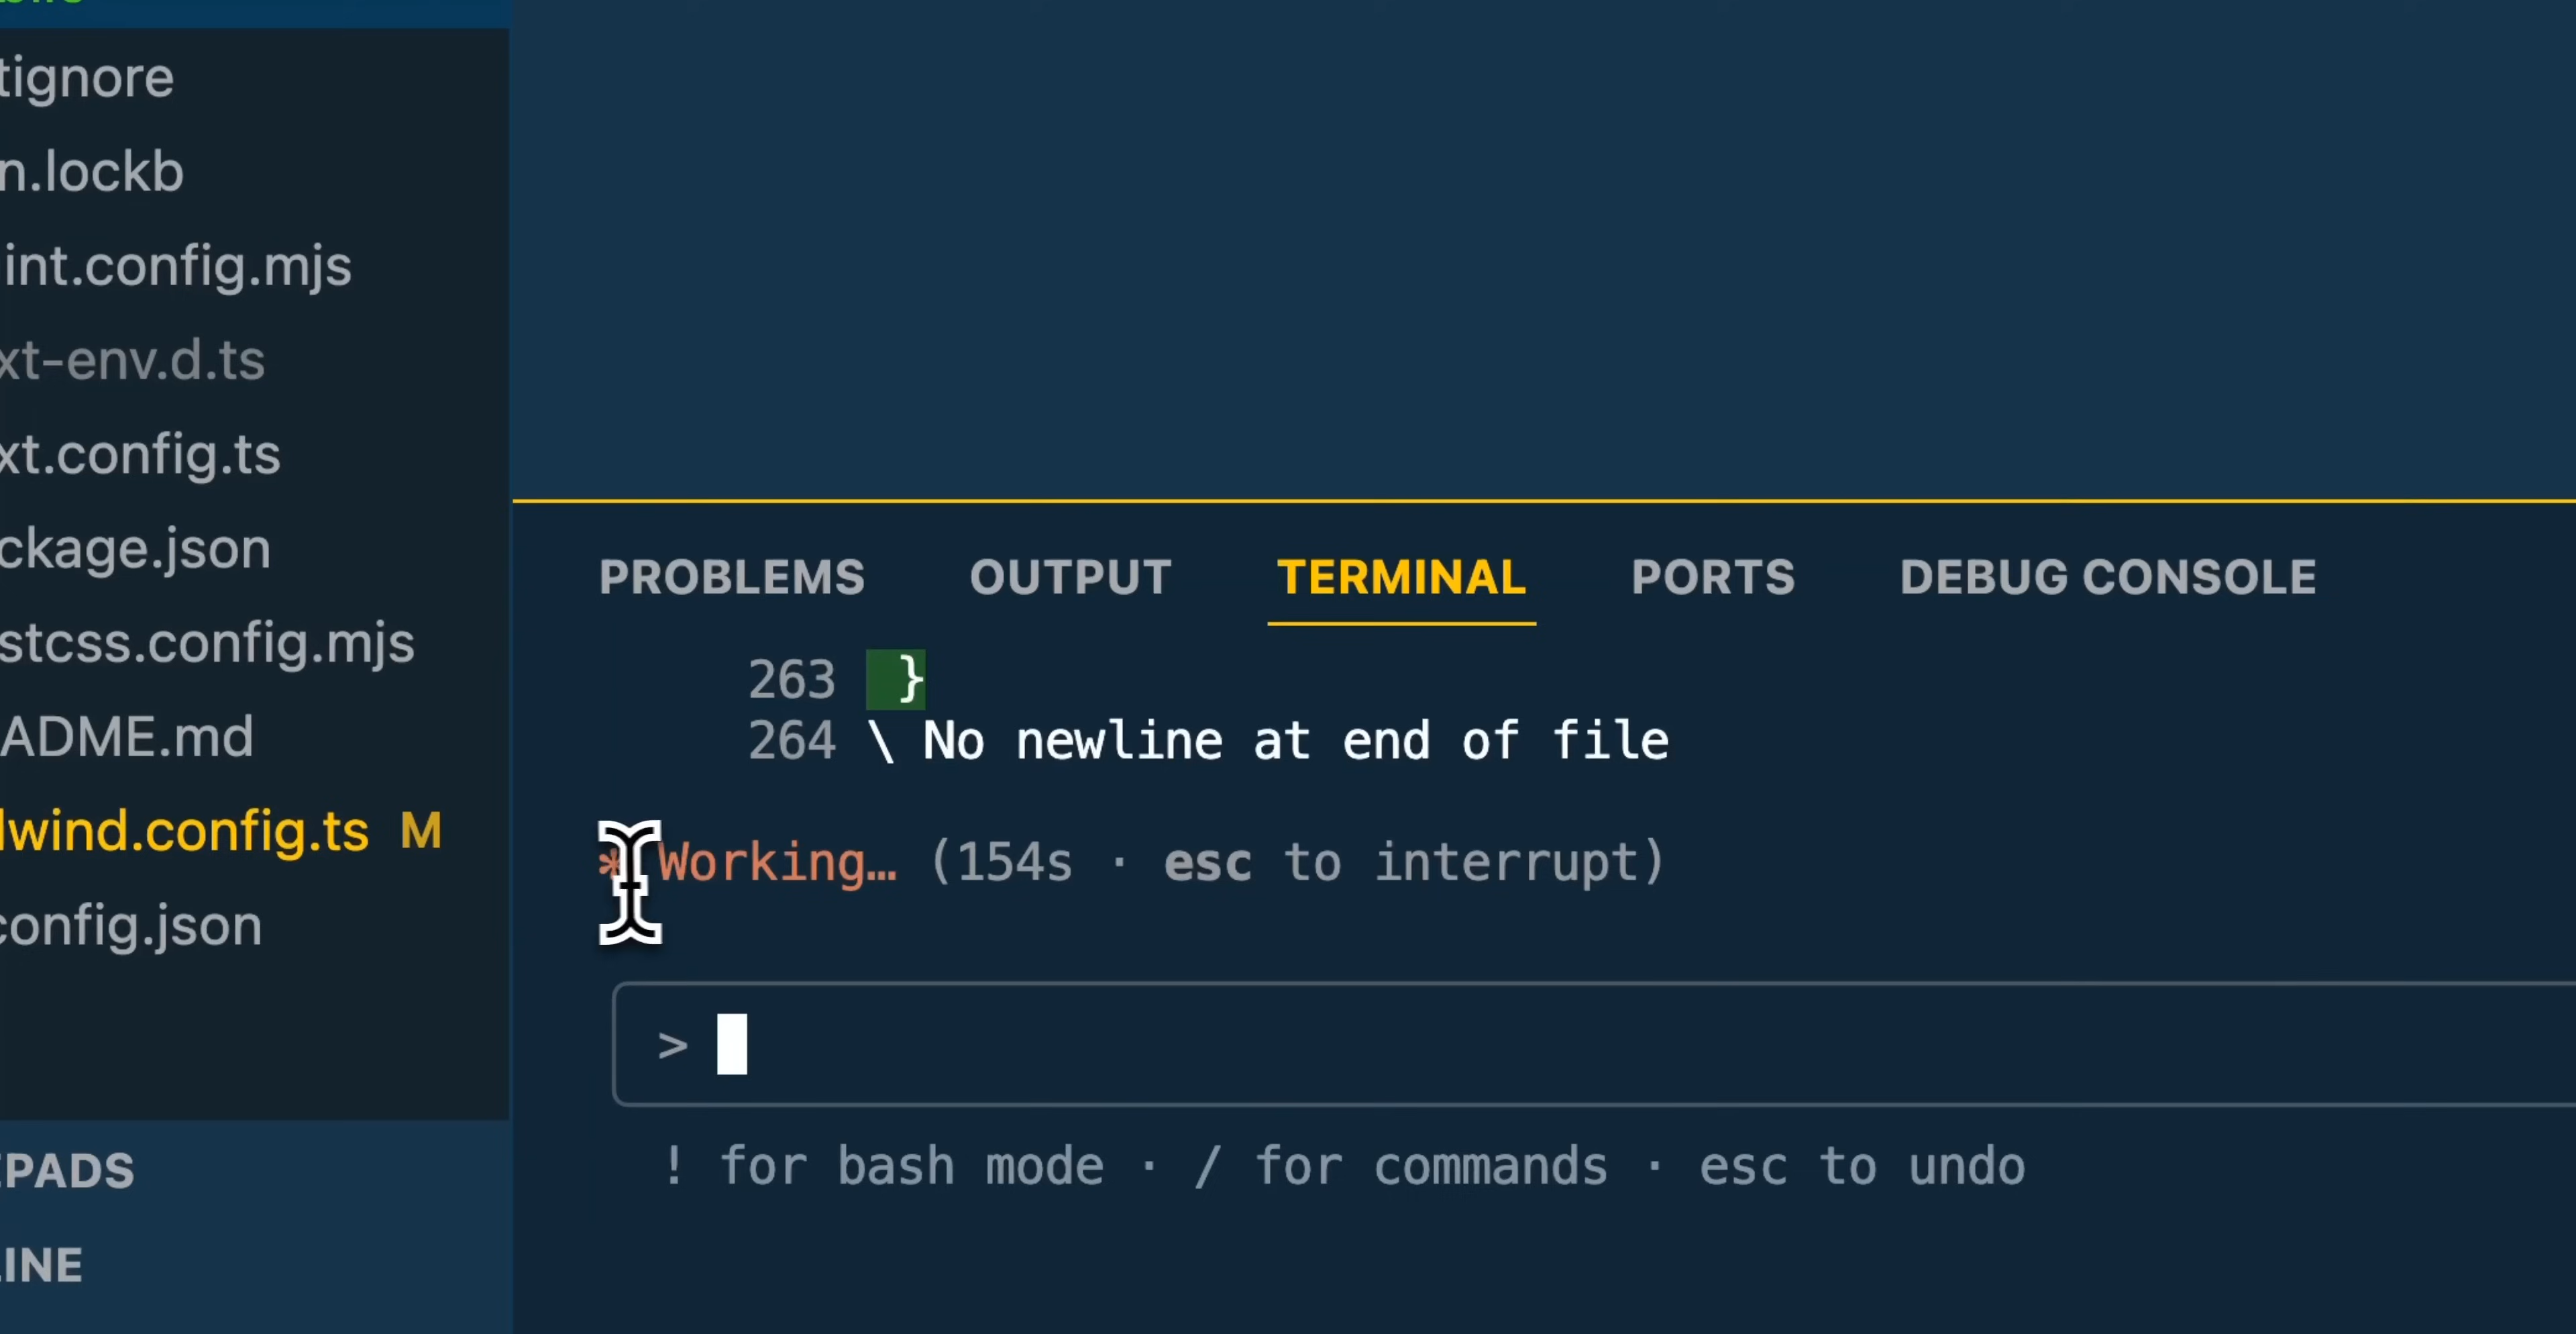 tignore
n.lockb
int.config.mjs
xt-env.d.ts
xt.config.ts
ckage.json
stcss.config.mjs
ADME.md
lwind.config.ts M
config.json
EPADS
LINE
PROBLEMS OUTPUT TERMINAL PORTS DEBUG CONSOLE
263 }
264 \ No newline at end of file
* Working… (154s · esc to interrupt)
>
! for bash mode · / for commands · esc to undo